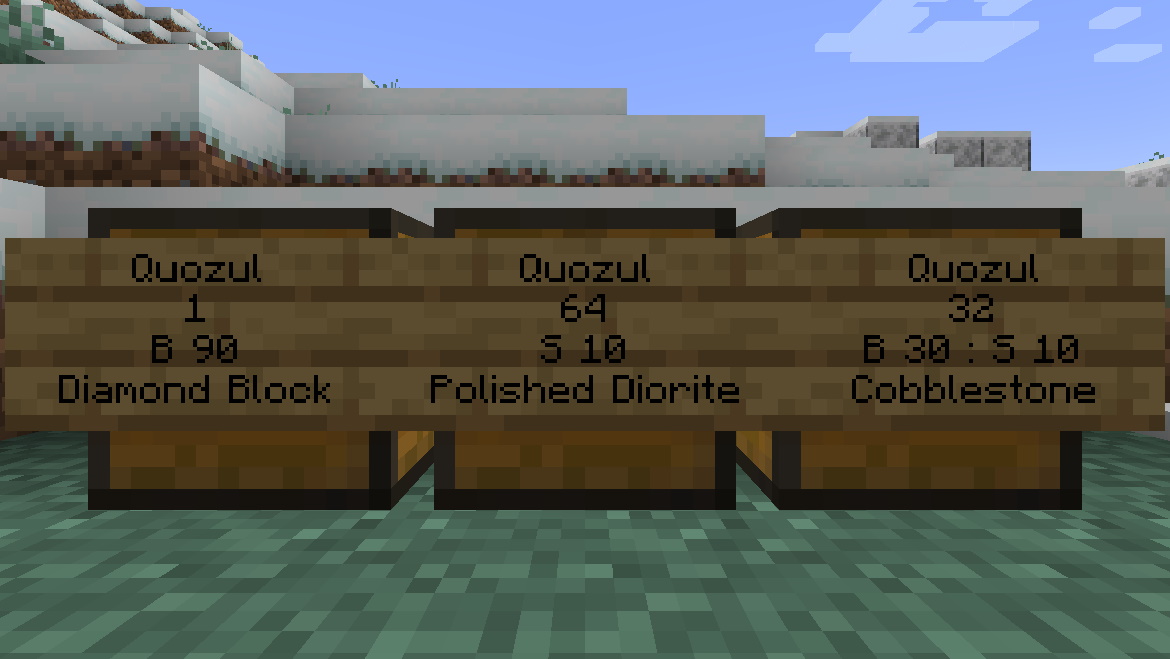 Quozul
1
B 90
Diamond Block
Quozul
64
S 10
Polished Diorite
Quozul
32
B 30 : S 10
Cobblestone